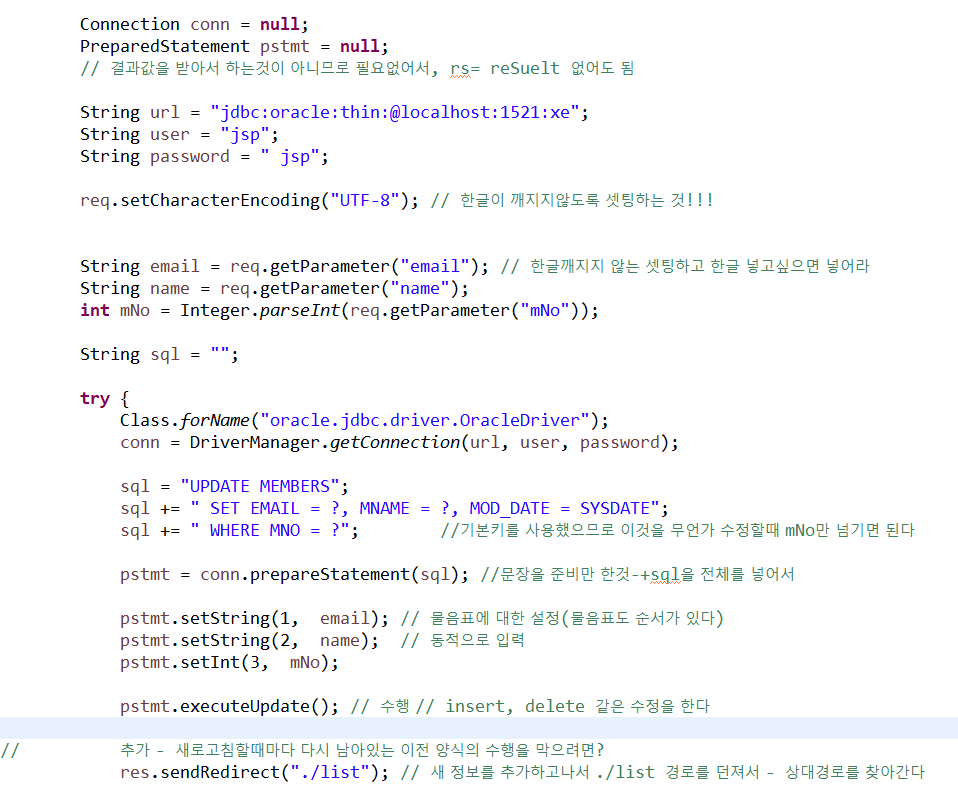 Connection conn = null;
PreparedStatement pstmt = null;
// 결과값을 받아서 하는것이 아니므로 필요없어서, rs= reSuelt 없어도 됨
String url = "jdbc:oracle:thin:@localhost:1521:xe";
String user = "jsp";
String password = " jsp";
req.setCharacterEncoding("UTF-8"); // 한글이 깨지지않도록 셋팅하는 것!!!
String email = req.getParameter("email"); // 한글깨지지 않는 셋팅하고 한글 넣고싶으면 넣어라
String name = req.getParameter("name");
int mNo = Integer.parseInt(req.getParameter("mNo"));
String sql = "";
try {
Class.forName("oracle.jdbc.driver.OracleDriver");
conn = DriverManager.getConnection(url, user, password);
sql = "UPDATE MEMBERS";
sql += " SET EMAIL = ?, MNAME = ?, MOD_DATE = SYSDATE";
sql += " WHERE MNO = ?"; //기본키를 사용했으므로 이것을 무언가 수정할때 mNo만 넘기면 된다
pstmt = conn.prepareStatement(sql); //문장을 준비만 한것-+sql을 전체를 넣어서
pstmt.setString(1, email); // 물음표에 대한 설정(물음표도 순서가 있다)
pstmt.setString(2, name); // 동적으로 입력
pstmt.setInt(3, mNo);
pstmt.executeUpdate(); // 수행 // insert, delete 같은 수정을 한다
// 추가 - 새로고침할때마다 다시 남아있는 이전 양식의 수행을 막으려면?
res.sendRedirect("./list"); // 새 정보를 추가하고나서 ./list 경로를 던져서 - 상대경로를 찾아간다